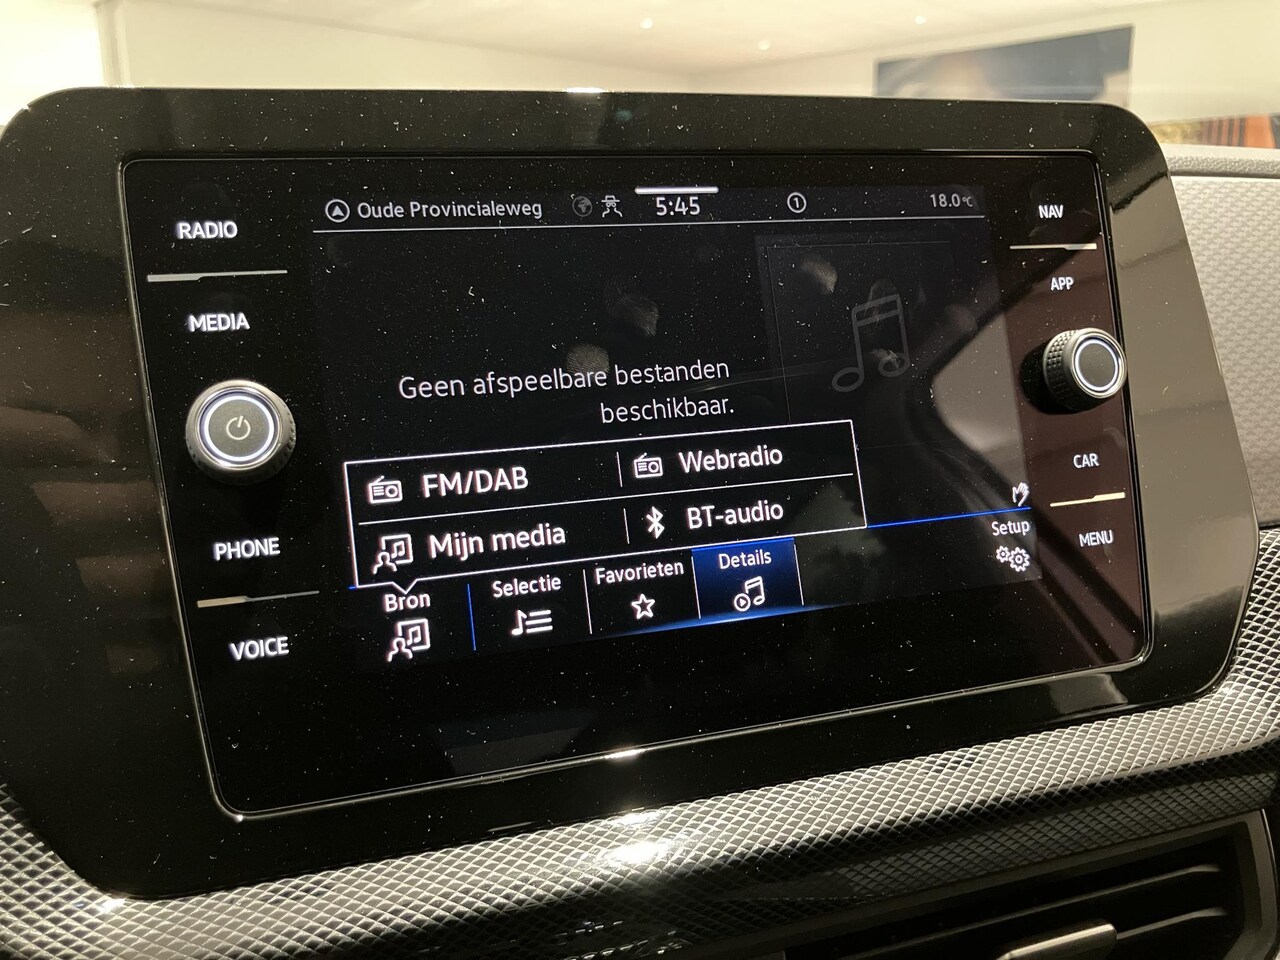 RADIO
MEDIA
PHONE
VOICE
Oude Provincialeweg
5:45
1
18.0°C
Geen afspeelbare bestanden
beschikbaar.
FM/DAB
Webradio
Mijn media
BT-audio
Bron
Selectie
Favorieten
Details
Setup
NAV
APP
CAR
MENU